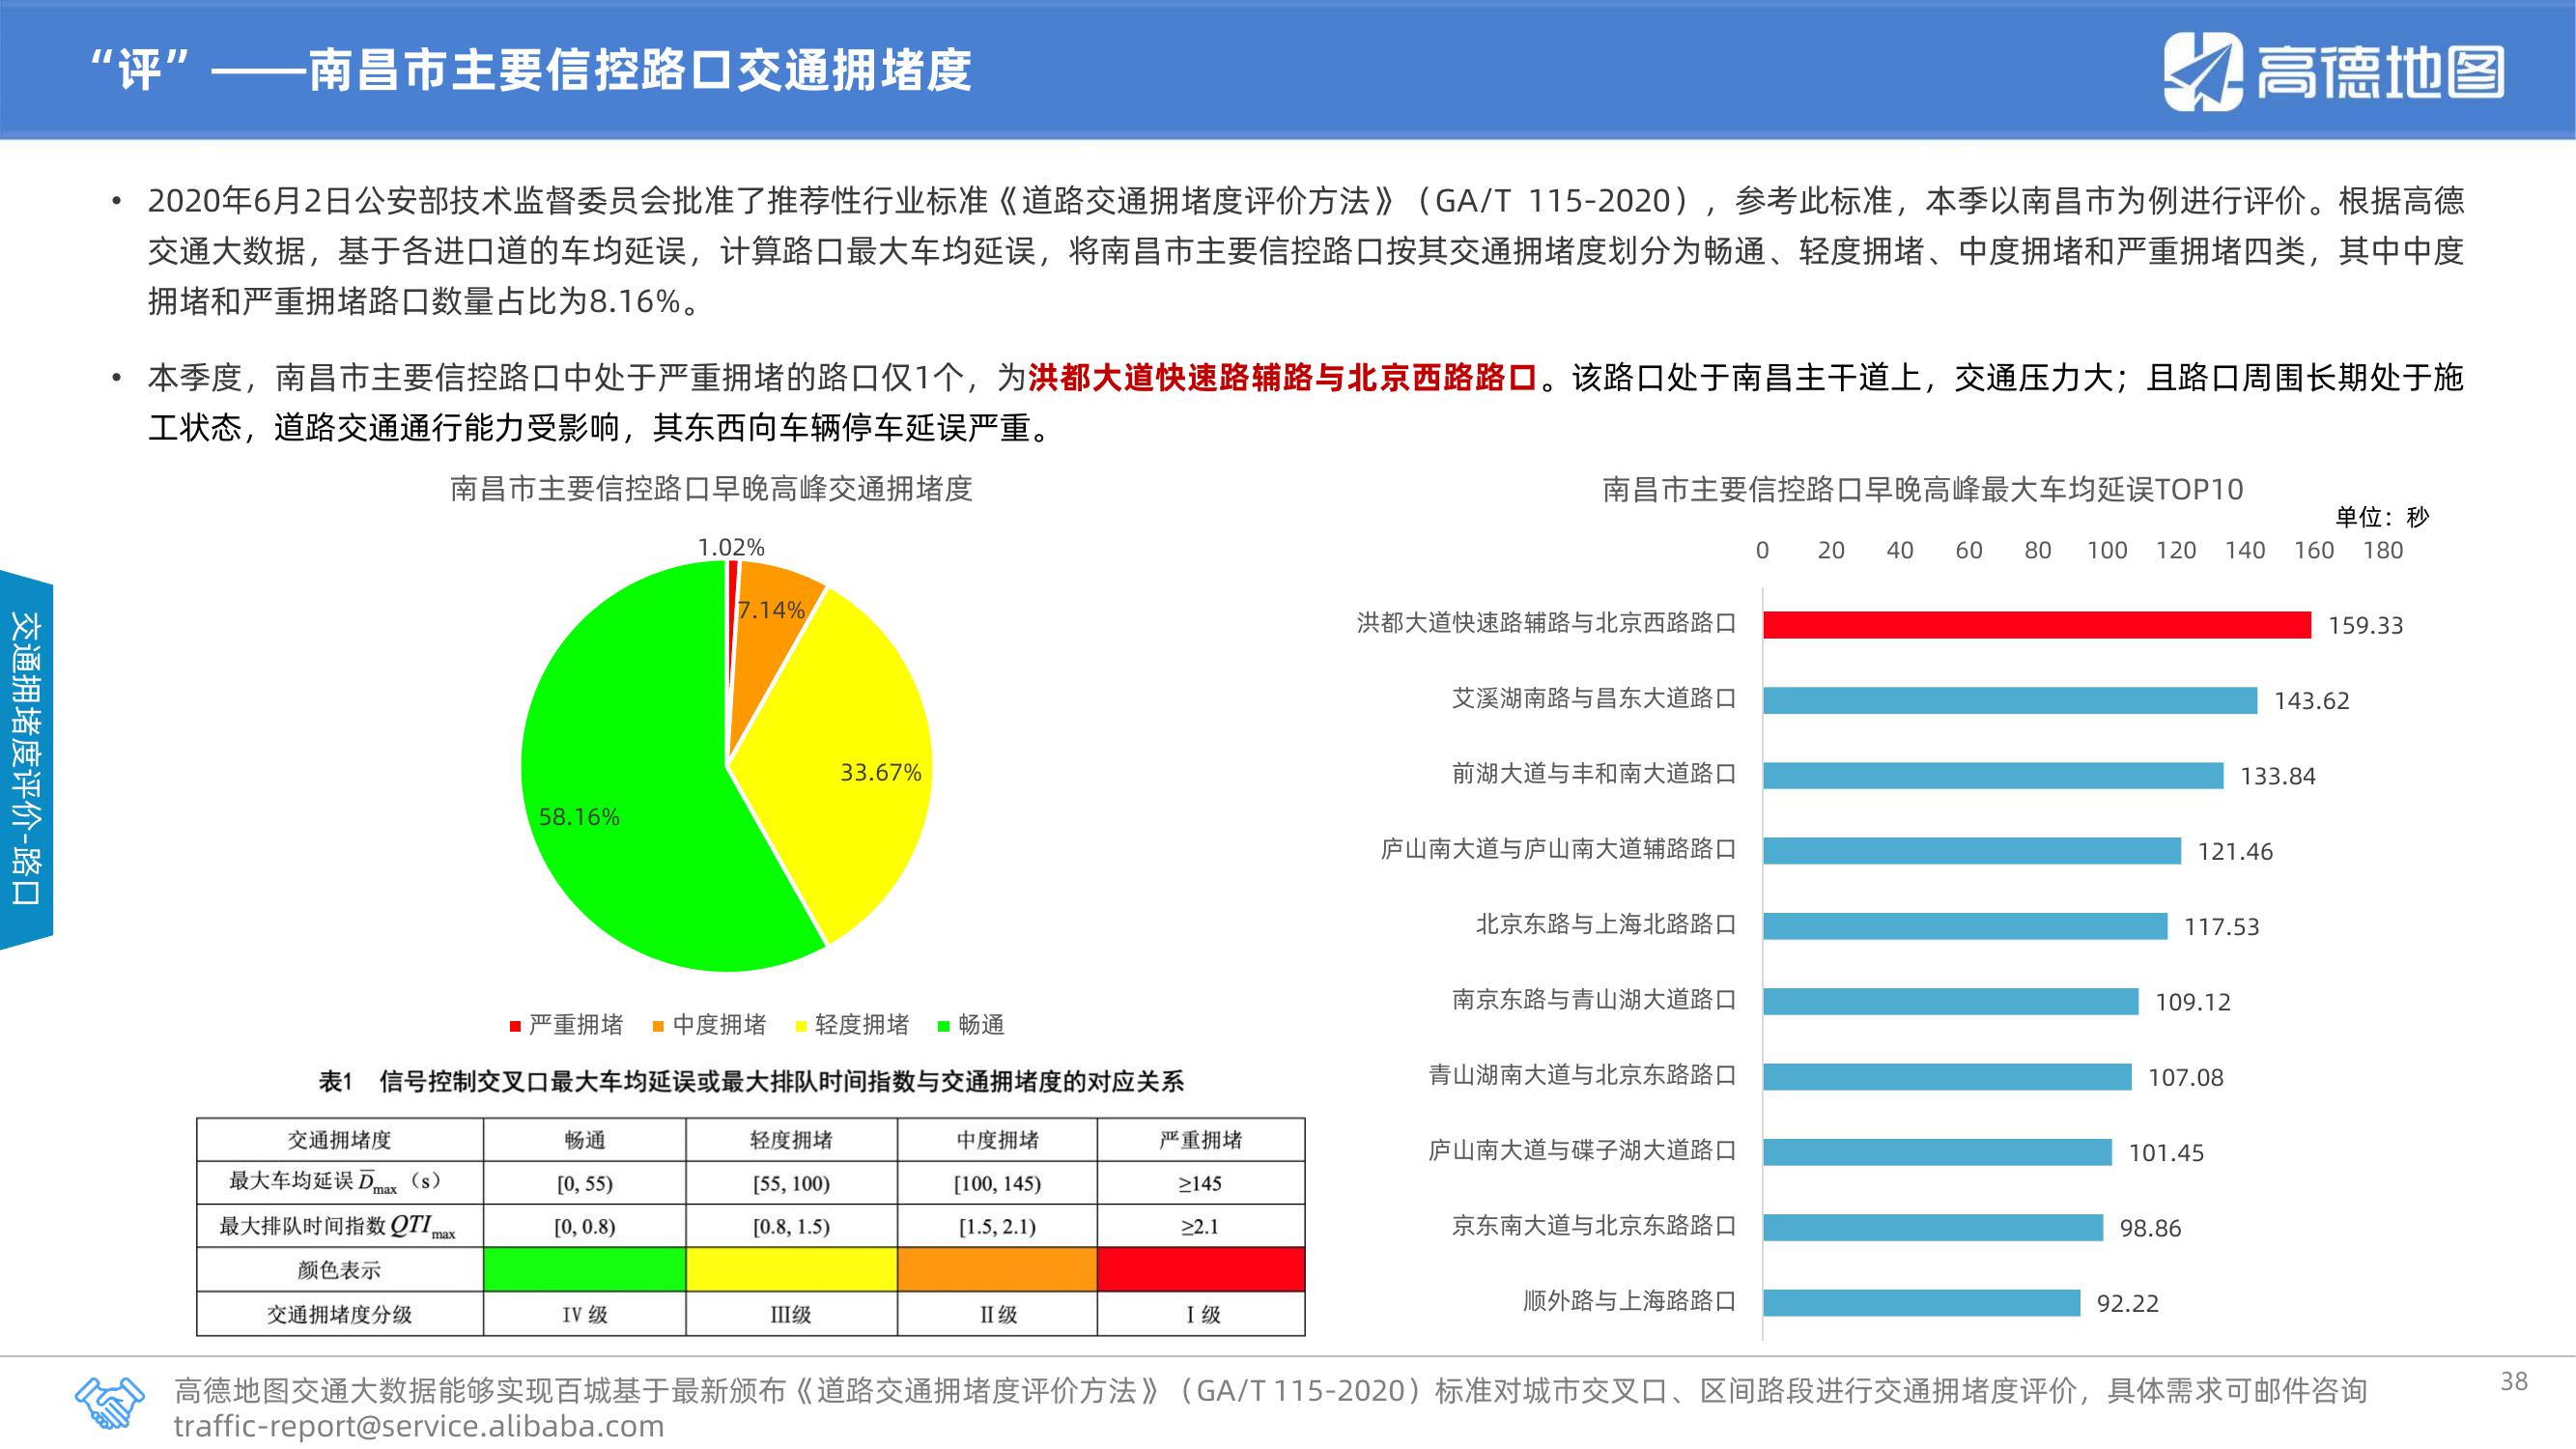 “评”——南昌市主要信控路口交通拥堵度
高德地图
• 2020年6月2日公安部技术监督委员会批准了推荐性行业标准《道路交通拥堵度评价方法》（GA/T 115-2020），参考此标准，本季以南昌市为例进行评价。根据高德
交通大数据，基于各进口道的车均延误，计算路口最大车均延误，将南昌市主要信控路口按其交通拥堵度划分为畅通、轻度拥堵、中度拥堵和严重拥堵四类，其中中度
拥堵和严重拥堵路口数量占比为8.16%。
• 本季度，南昌市主要信控路口中处于严重拥堵的路口仅1个，为洪都大道快速路辅路与北京西路路口。该路口处于南昌主干道上，交通压力大；且路口周围长期处于施
工状态，道路交通通行能力受影响，其东西向车辆停车延误严重。
交通拥堵度评价-路口
南昌市主要信控路口早晚高峰交通拥堵度
1.02%
7.14%
33.67%
58.16%
严重拥堵 中度拥堵 轻度拥堵 畅通
表1 信号控制交叉口最大车均延误或最大排队时间指数与交通拥堵度的对应关系
交通拥堵度 畅通 轻度拥堵 中度拥堵 严重拥堵
最大车均延误 D̅max（s） [0, 55) [55, 100) [100, 145) ≥145
最大排队时间指数 QTImax [0, 0.8) [0.8, 1.5) [1.5, 2.1) ≥2.1
颜色表示
交通拥堵度分级 IV 级 III级 II 级 I 级
南昌市主要信控路口早晚高峰最大车均延误TOP10
单位：秒
0 20 40 60 80 100 120 140 160 180
洪都大道快速路辅路与北京西路路口 159.33
艾溪湖南路与昌东大道路口 143.62
前湖大道与丰和南大道路口 133.84
庐山南大道与庐山南大道辅路路口 121.46
北京东路与上海北路路口 117.53
南京东路与青山湖大道路口 109.12
青山湖南大道与北京东路路口 107.08
庐山南大道与碟子湖大道路口 101.45
京东南大道与北京东路路口 98.86
顺外路与上海路路口 92.22
高德地图交通大数据能够实现百城基于最新颁布《道路交通拥堵度评价方法》（GA/T 115-2020）标准对城市交叉口、区间路段进行交通拥堵度评价，具体需求可邮件咨询
traffic-report@service.alibaba.com
38